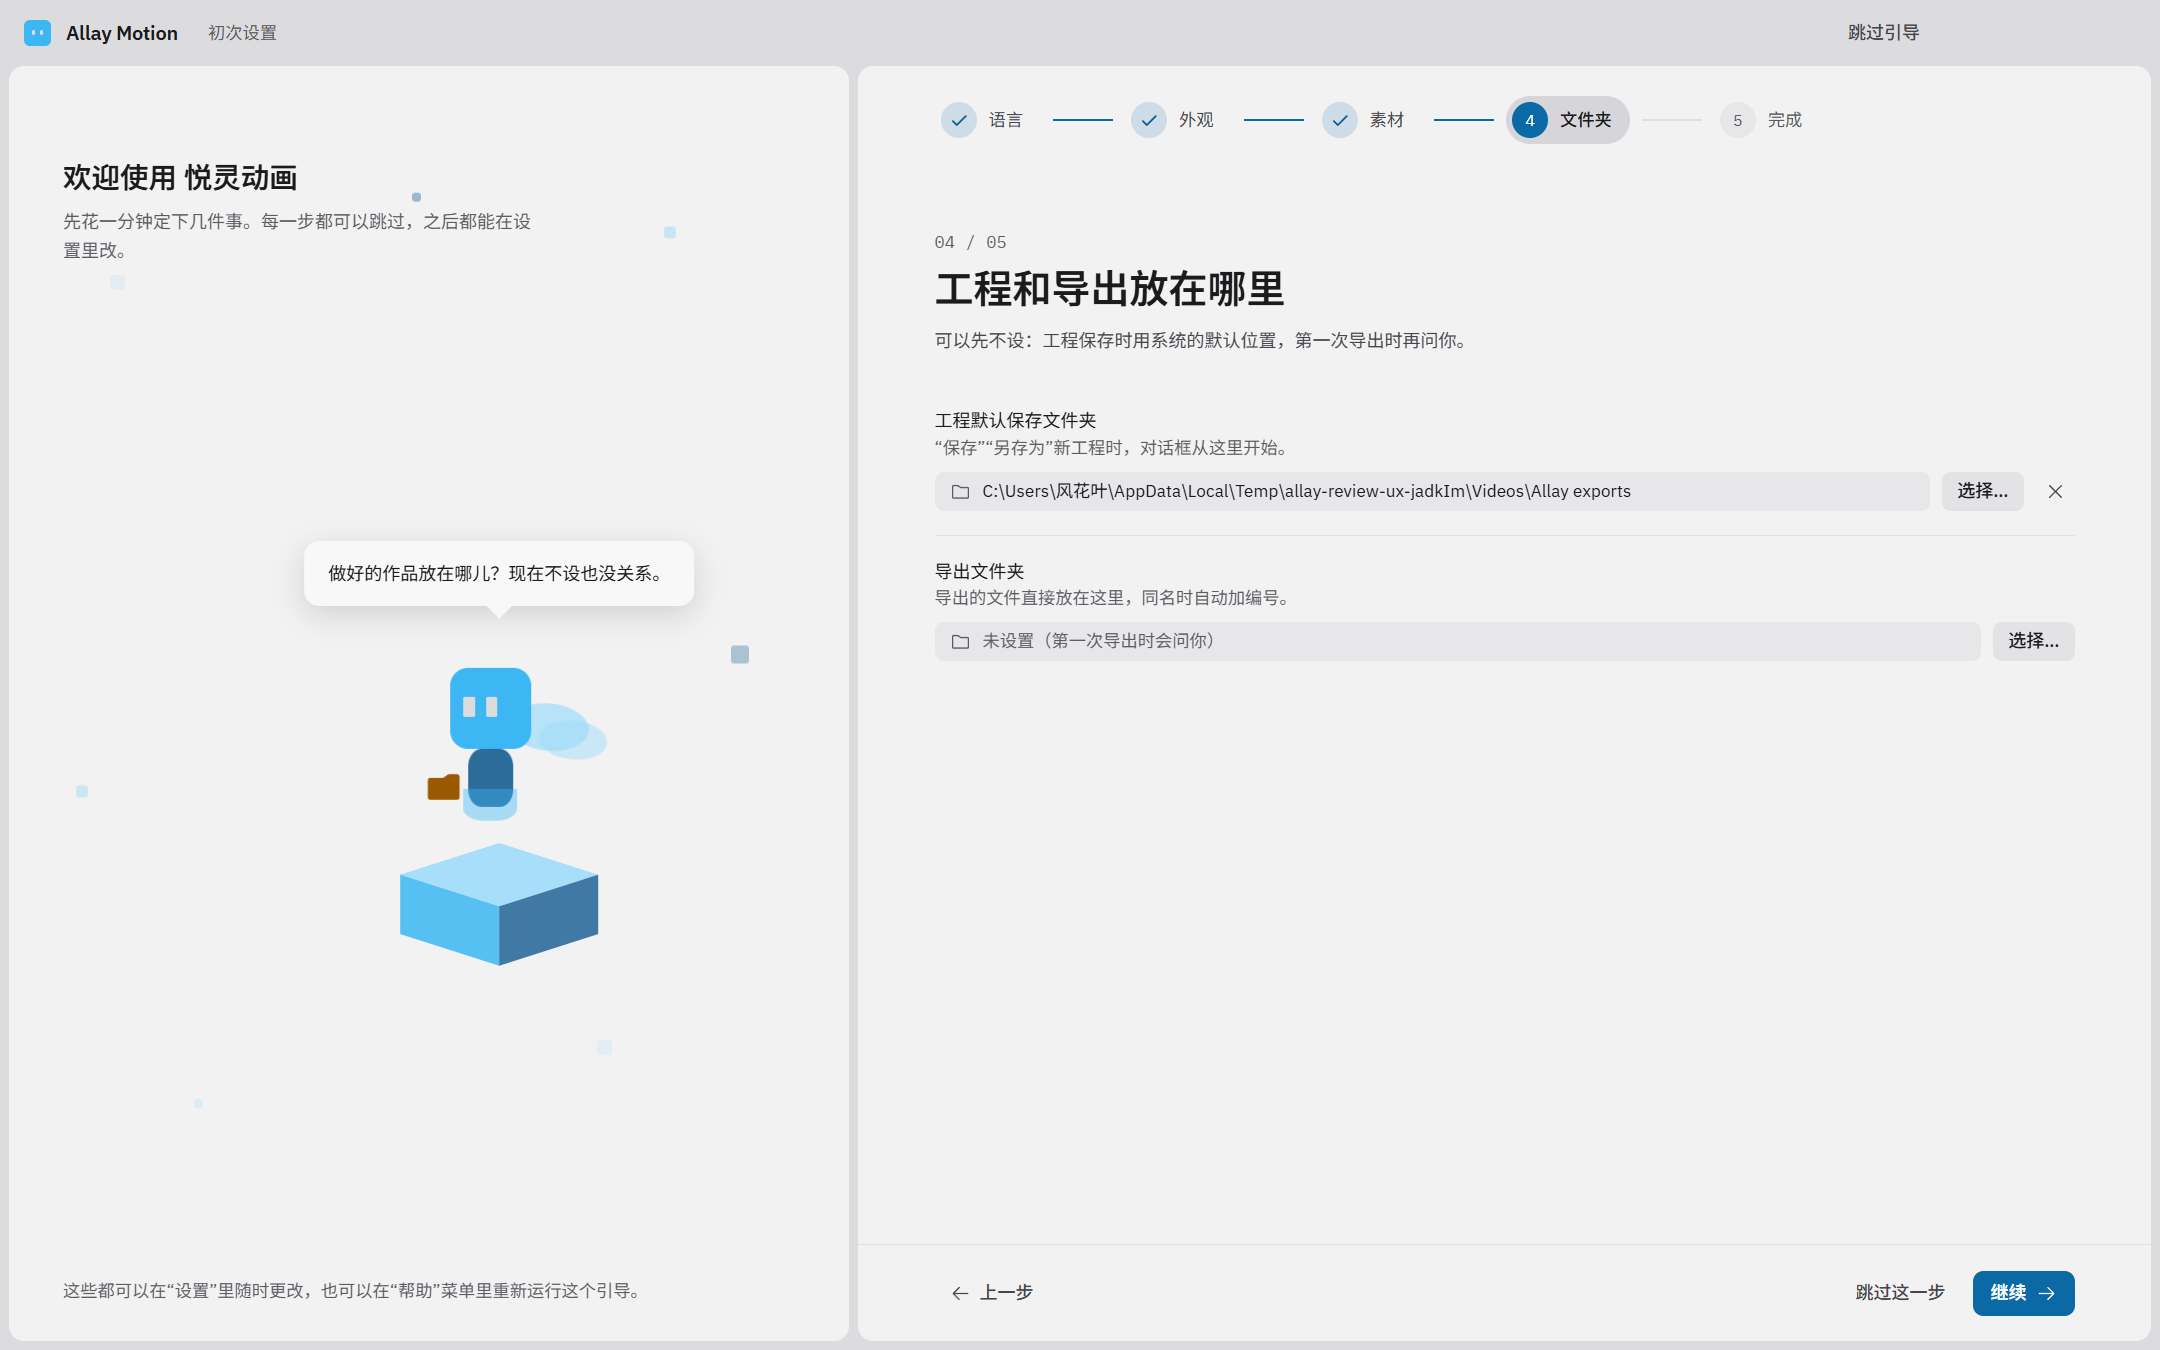 Allay Motion
初次设置
跳过引导
欢迎使用 悦灵动画
先花一分钟定下几件事。每一步都可以跳过，之后都能在设
置里改。
做好的作品放在哪儿？现在不设也没关系。
这些都可以在“设置”里随时更改，也可以在“帮助”菜单里重新运行这个引导。
语言
外观
素材
4 文件夹
5 完成
04 / 05
工程和导出放在哪里
可以先不设：工程保存时用系统的默认位置，第一次导出时再问你。
工程默认保存文件夹
“保存”“另存为”新工程时，对话框从这里开始。
C:\Users\风花叶\AppData\Local\Temp\allay-review-ux-jadkIm\Videos\Allay exports
选择...
导出文件夹
导出的文件直接放在这里，同名时自动加编号。
未设置（第一次导出时会问你）
选择...
上一步
跳过这一步
继续